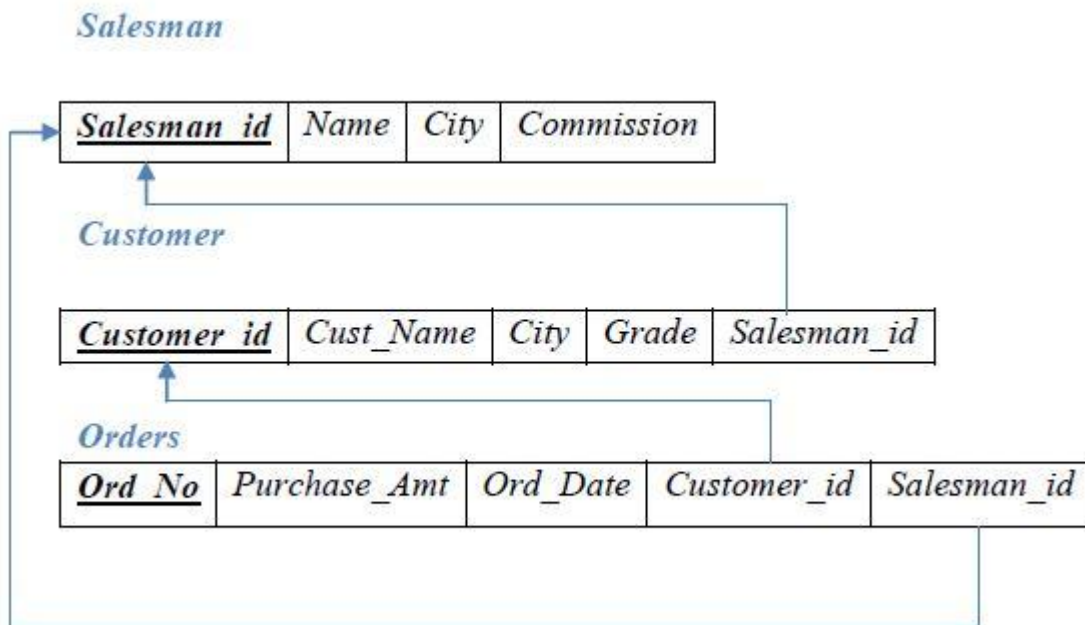 Salesman
Salesman_id Name City Commission
Customer
Customer_id Cust_Name City Grade Salesman_id
Orders
Ord_No Purchase_Amt Ord_Date Customer_id Salesman_id